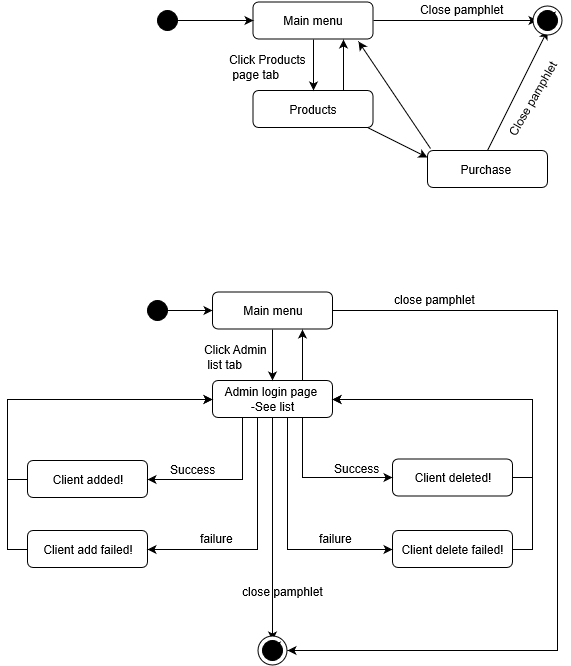 Main menu
Close pamphlet
Click Products
page tab
Products
Close pamphlet
Purchase
Main menu
close pamphlet
Click Admin
list tab
Admin login page
-See list
Client added!
Success
Success
Client deleted!
Client add failed!
failure
failure
Client delete failed!
close pamphlet